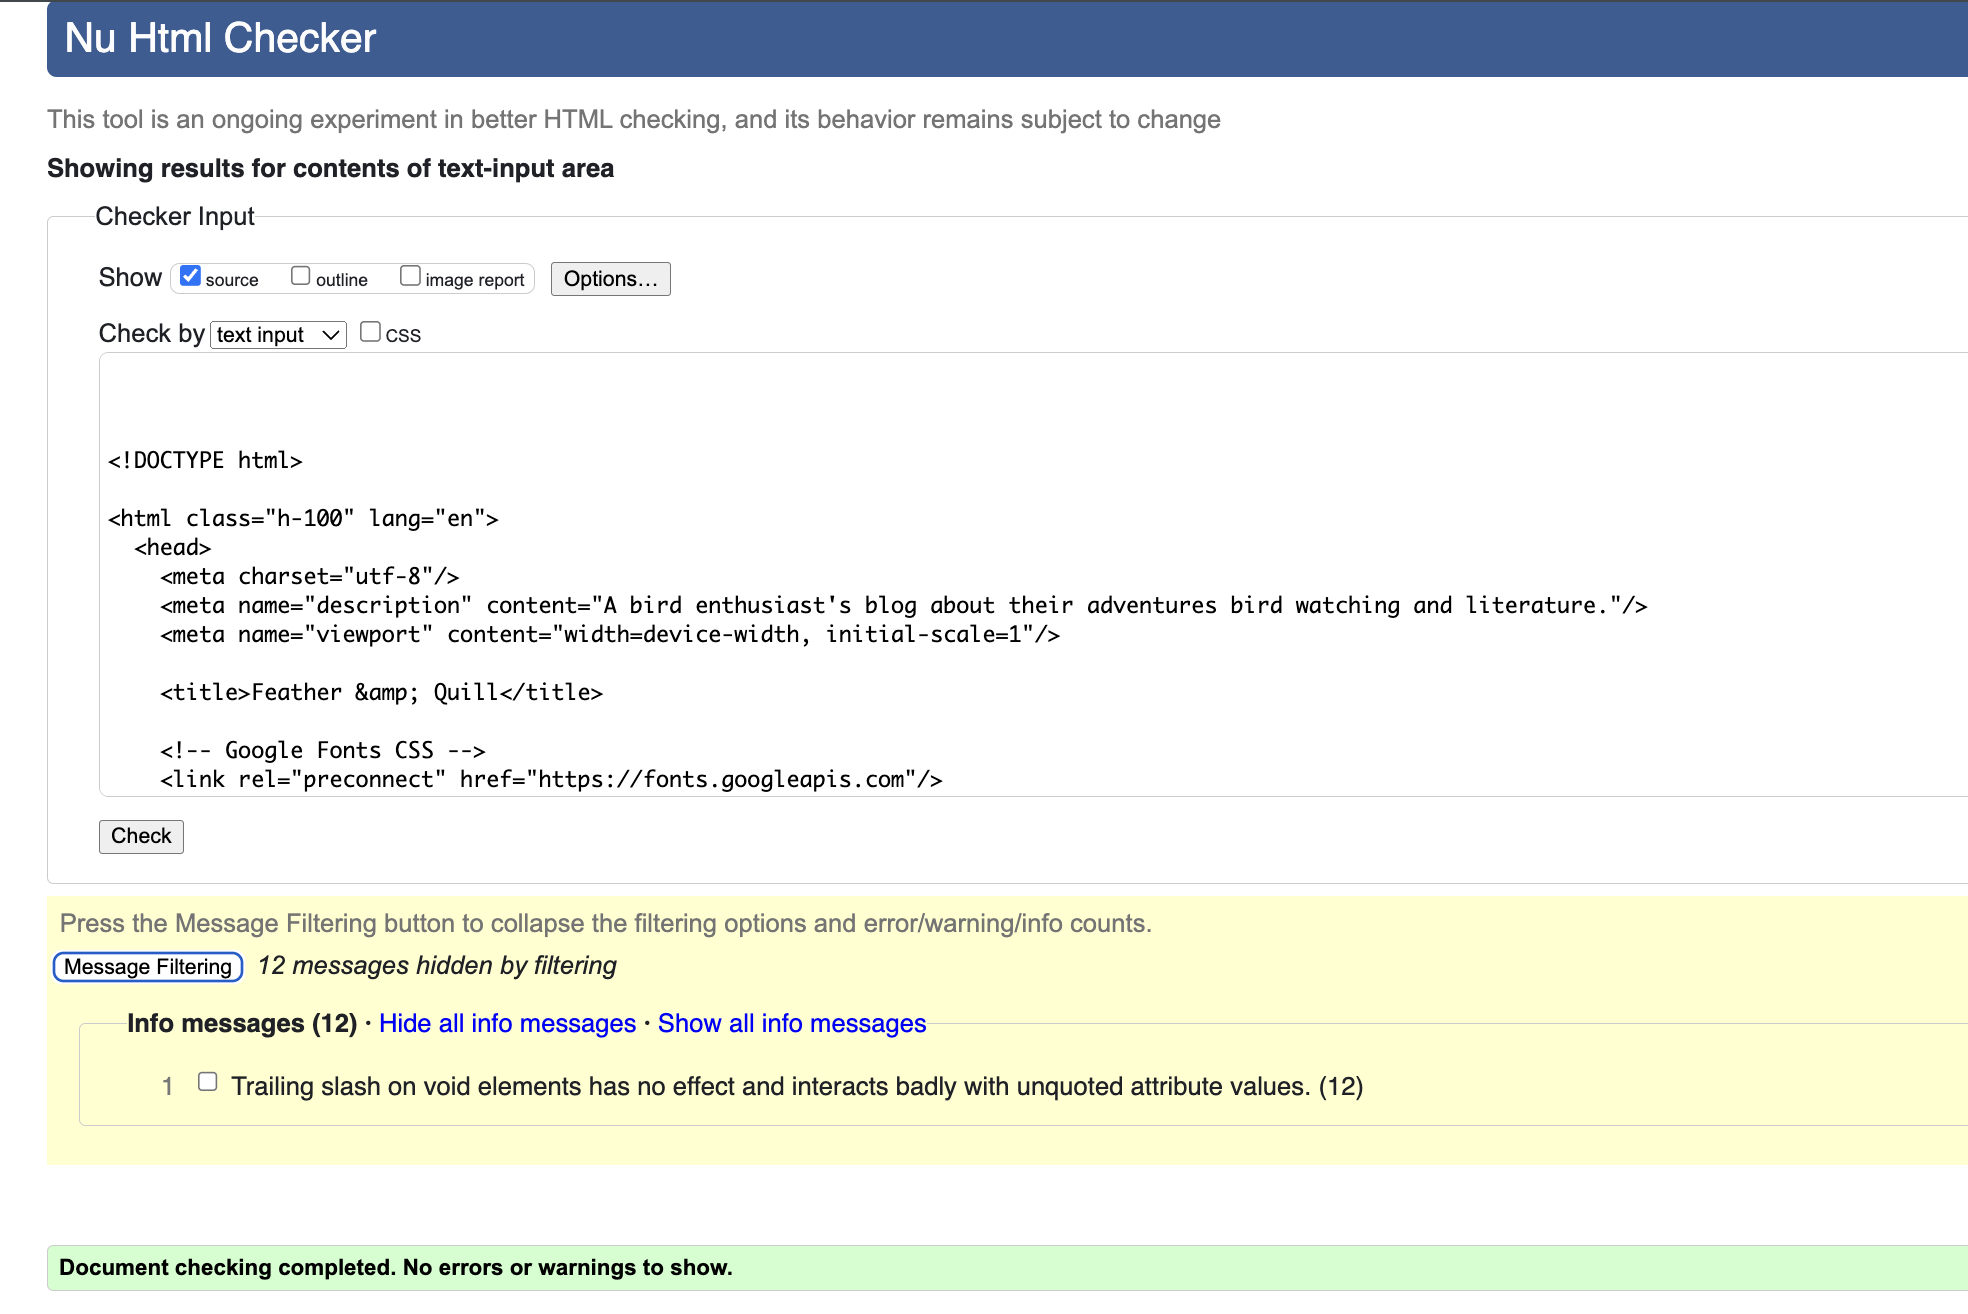 Nu Html Checker
This tool is an ongoing experiment in better HTML checking, and its behavior remains subject to change
Showing results for contents of text-input area
Checker Input
Show source outline image report Options...
Check by text input CSS
<!DOCTYPE html>
<html class="h-100" lang="en">
<head>
<meta charset="utf-8"/>
<meta name="description" content="A bird enthusiast's blog about their adventures bird watching and literature."/>
<meta name="viewport" content="width=device-width, initial-scale=1"/>
<title>Feather &amp; Quill</title>
<!-- Google Fonts CSS -->
<link rel="preconnect" href="https://fonts.googleapis.com"/>
Check
Press the Message Filtering button to collapse the filtering options and error/warning/info counts.
Message Filtering 12 messages hidden by filtering
Info messages (12) · Hide all info messages · Show all info messages
1 Trailing slash on void elements has no effect and interacts badly with unquoted attribute values. (12)
Document checking completed. No errors or warnings to show.